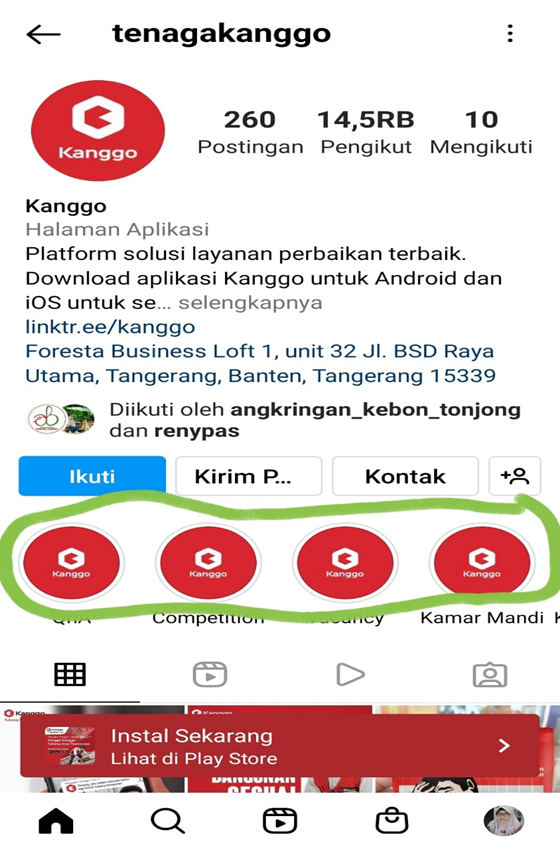 tenagakanggo
Kanggo
260 14,5RB 10
Postingan Pengikut Mengikuti
Kanggo
Halaman Aplikasi
Platform solusi layanan perbaikan terbaik.
Download aplikasi Kanggo untuk Android dan
iOS untuk se... selengkapnya
linktr.ee/kanggo
Foresta Business Loft 1, unit 32 Jl. BSD Raya
Utama, Tangerang, Banten, Tangerang 15339
Diikuti oleh angkringan_kebon_tonjong
dan renypas
Ikuti Kirim P... Kontak
Kanggo Kanggo Kanggo Kanggo
QnA Competition Vacancy Kamar Mandi
Kanggo Kanggo
Instal Sekarang
Lihat di Play Store
BANGUNAN
SESUAI